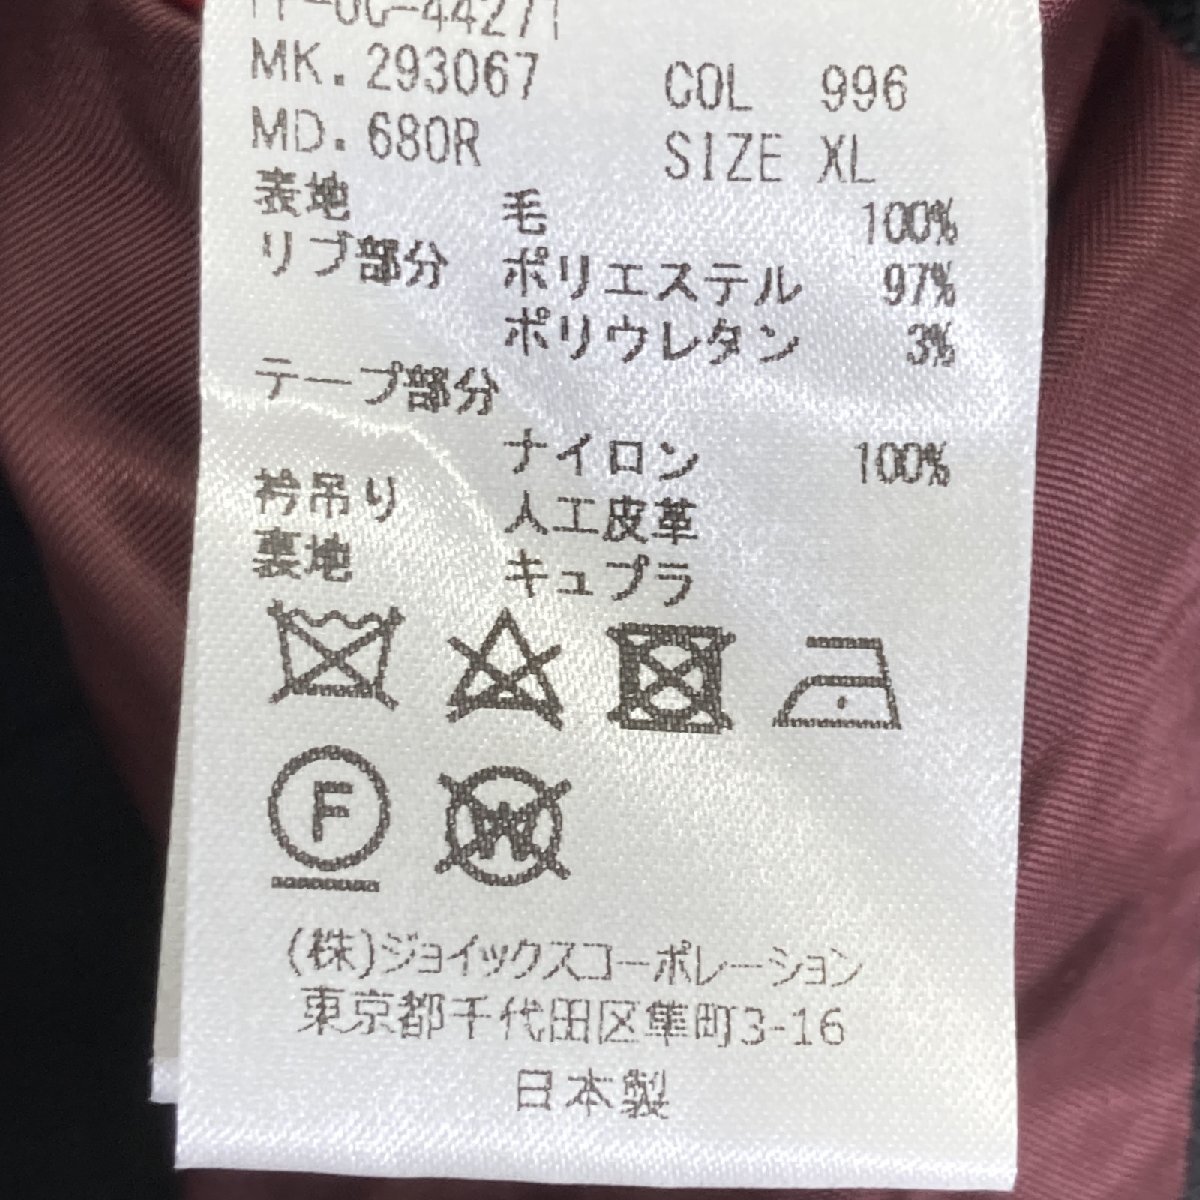 -44271
MK. 293067 COL 996
MD. 680R SIZE XL
表地 毛 100%
リブ部分 ポリエステル 97%
ポリウレタン 3%
テープ部分
ナイロン 100%
衿吊り 人工皮革
裏地 キュプラ
F W
(株)ジョイックスコーポレーション
東京都千代田区隼町3-16
日本製